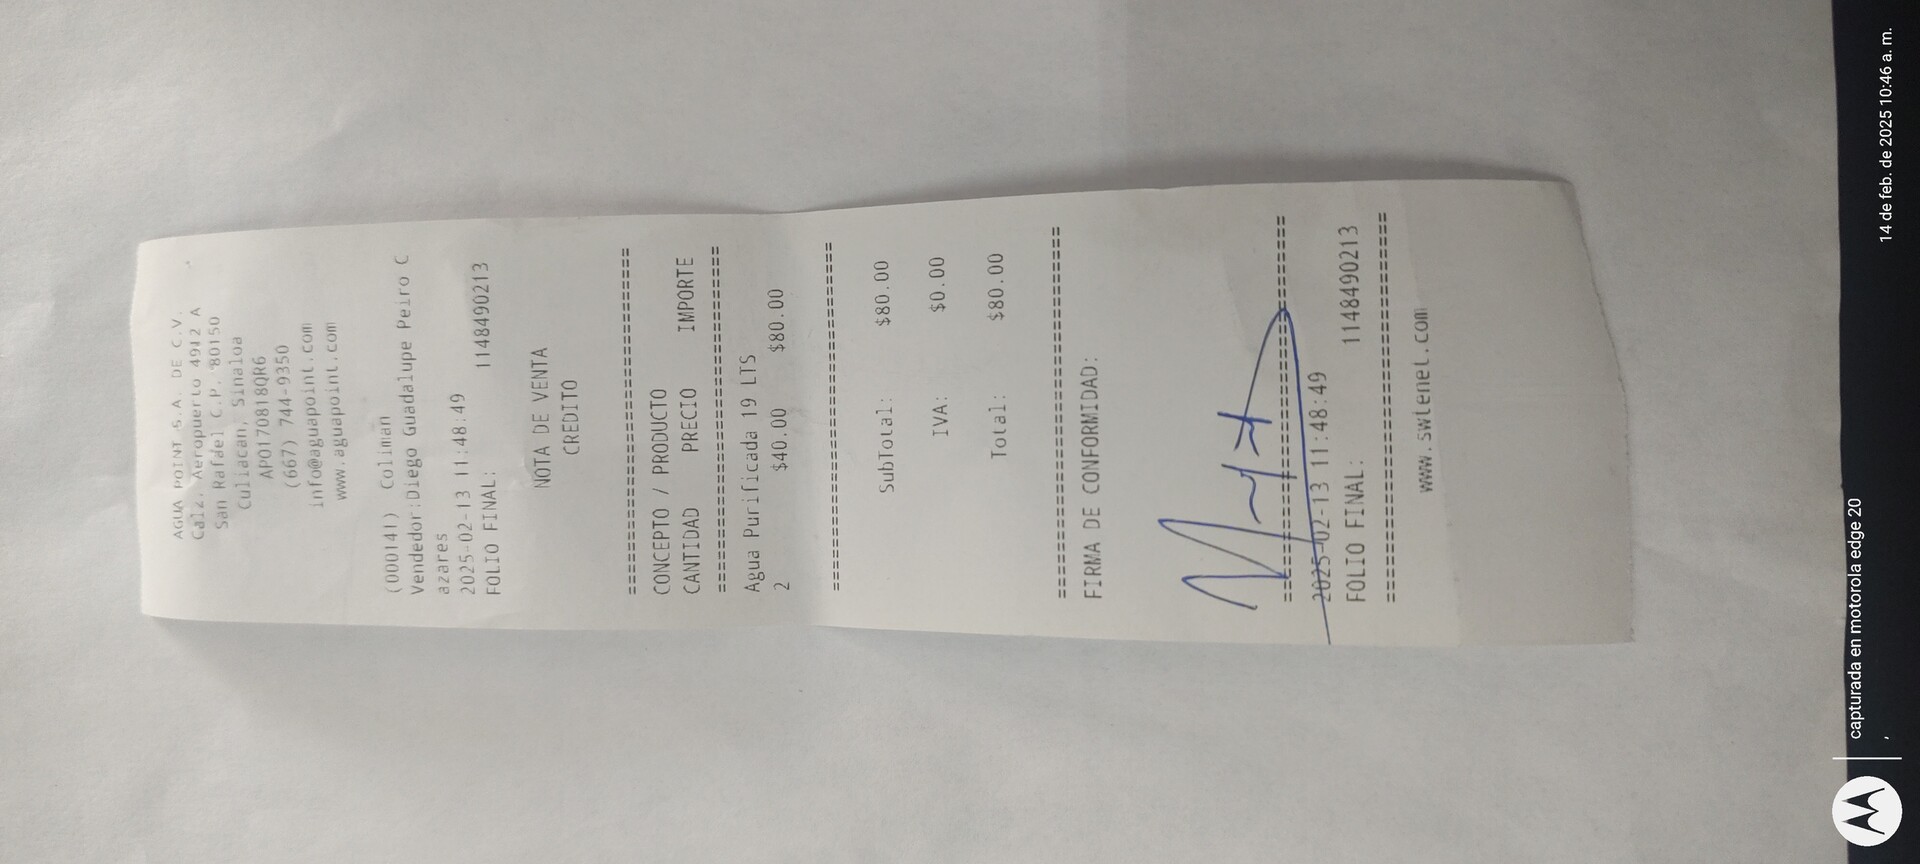 AGUA POINT S.A. DE C.V.
Calz. Aeropuerto 4912 A
San Rafael C.P. 80150
Culiacan, Sinaloa
APO170818QR6
(667) 744-9350
info@aguapoint.com
www.aguapoint.com
(000141) Coliman
Vendedor:Diego Guadalupe Peiro C
azares
2025-02-13 11:48:49
FOLIO FINAL: 1148490213
NOTA DE VENTA
CREDITO
================================
CONCEPTO / PRODUCTO
CANTIDAD PRECIO IMPORTE
================================
Agua Purificada 19 LTS
2 $40.00 $80.00
================================
SubTotal: $80.00
IVA: $0.00
Total: $80.00
================================
FIRMA DE CONFORMIDAD:
================================
2025-02-13 11:48:49
FOLIO FINAL: 1148490213
================================
www.swtenet.com
capturada en motorola edge 20
14 de feb. de 2025 10:46 a. m.